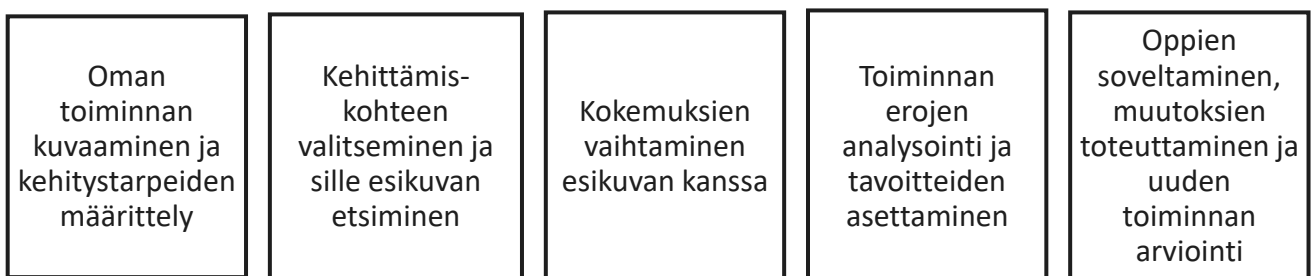 Oman
toiminnan
kuvaaminen ja
kehitystarpeiden
määrittely
Kehittämis-
kohteen
valitseminen ja
sille esikuvan
etsiminen
Kokemuksien
vaihtaminen
esikuvan kanssa
Toiminnan
erojen
analysointi ja
tavoitteiden
asettaminen
Oppien
soveltaminen,
muutoksien
toteuttaminen ja
uuden
toiminnan
arviointi